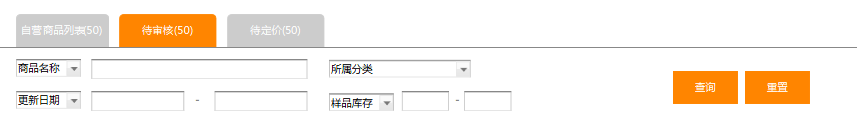 自营商品列表(50) 待审核(50) 待定价(50)
商品名称 所属分类
查询 重置
更新日期 - 样品库存 -